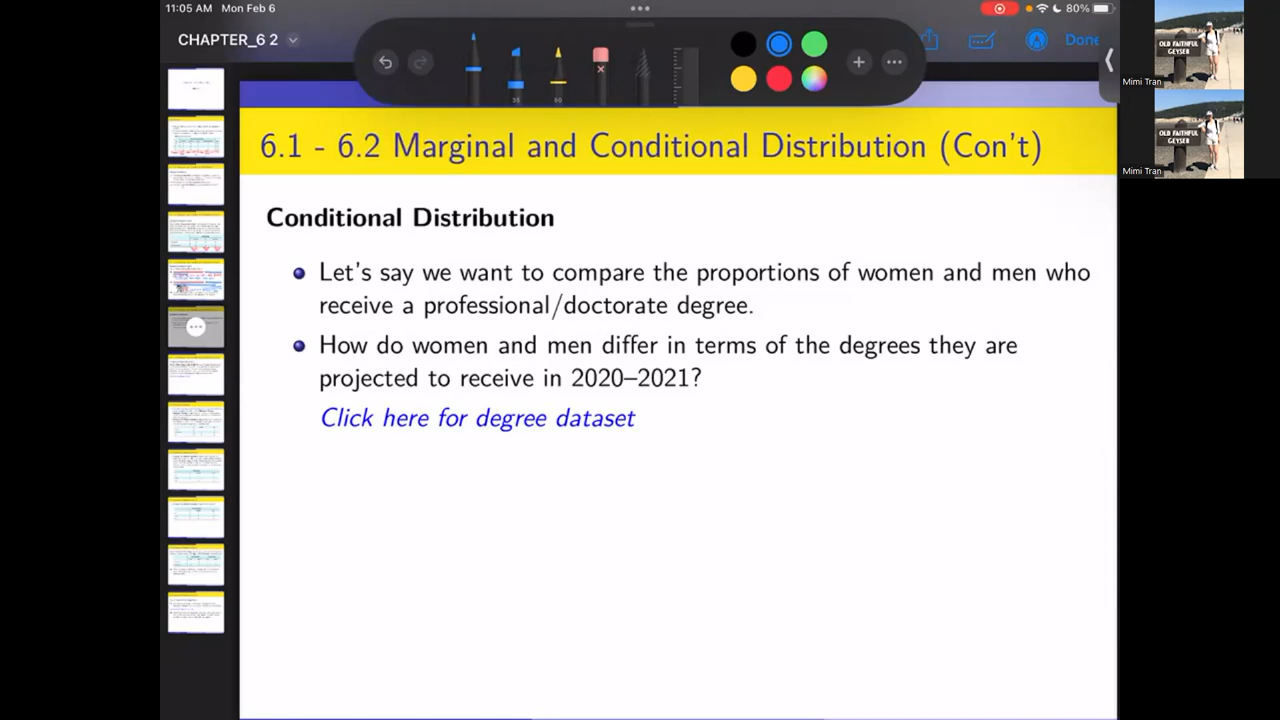 11:05 AM Mon Feb 6
80%
CHAPTER_6 2
Done
OLD FAITHFUL
GEYSER
Mimi Tran
OLD FAITHFUL
GEYSER
Mimi Tran
6.1 - 6.2 Marginal and Conditional Distribution (Con't)
Conditional Distribution
Let's say we want to compare the proportions of women and men who
receive a professional/doctrate degree.
How do women and men differ in terms of the degrees they are
projected to receive in 2020–2021?
Click here for degree dataset